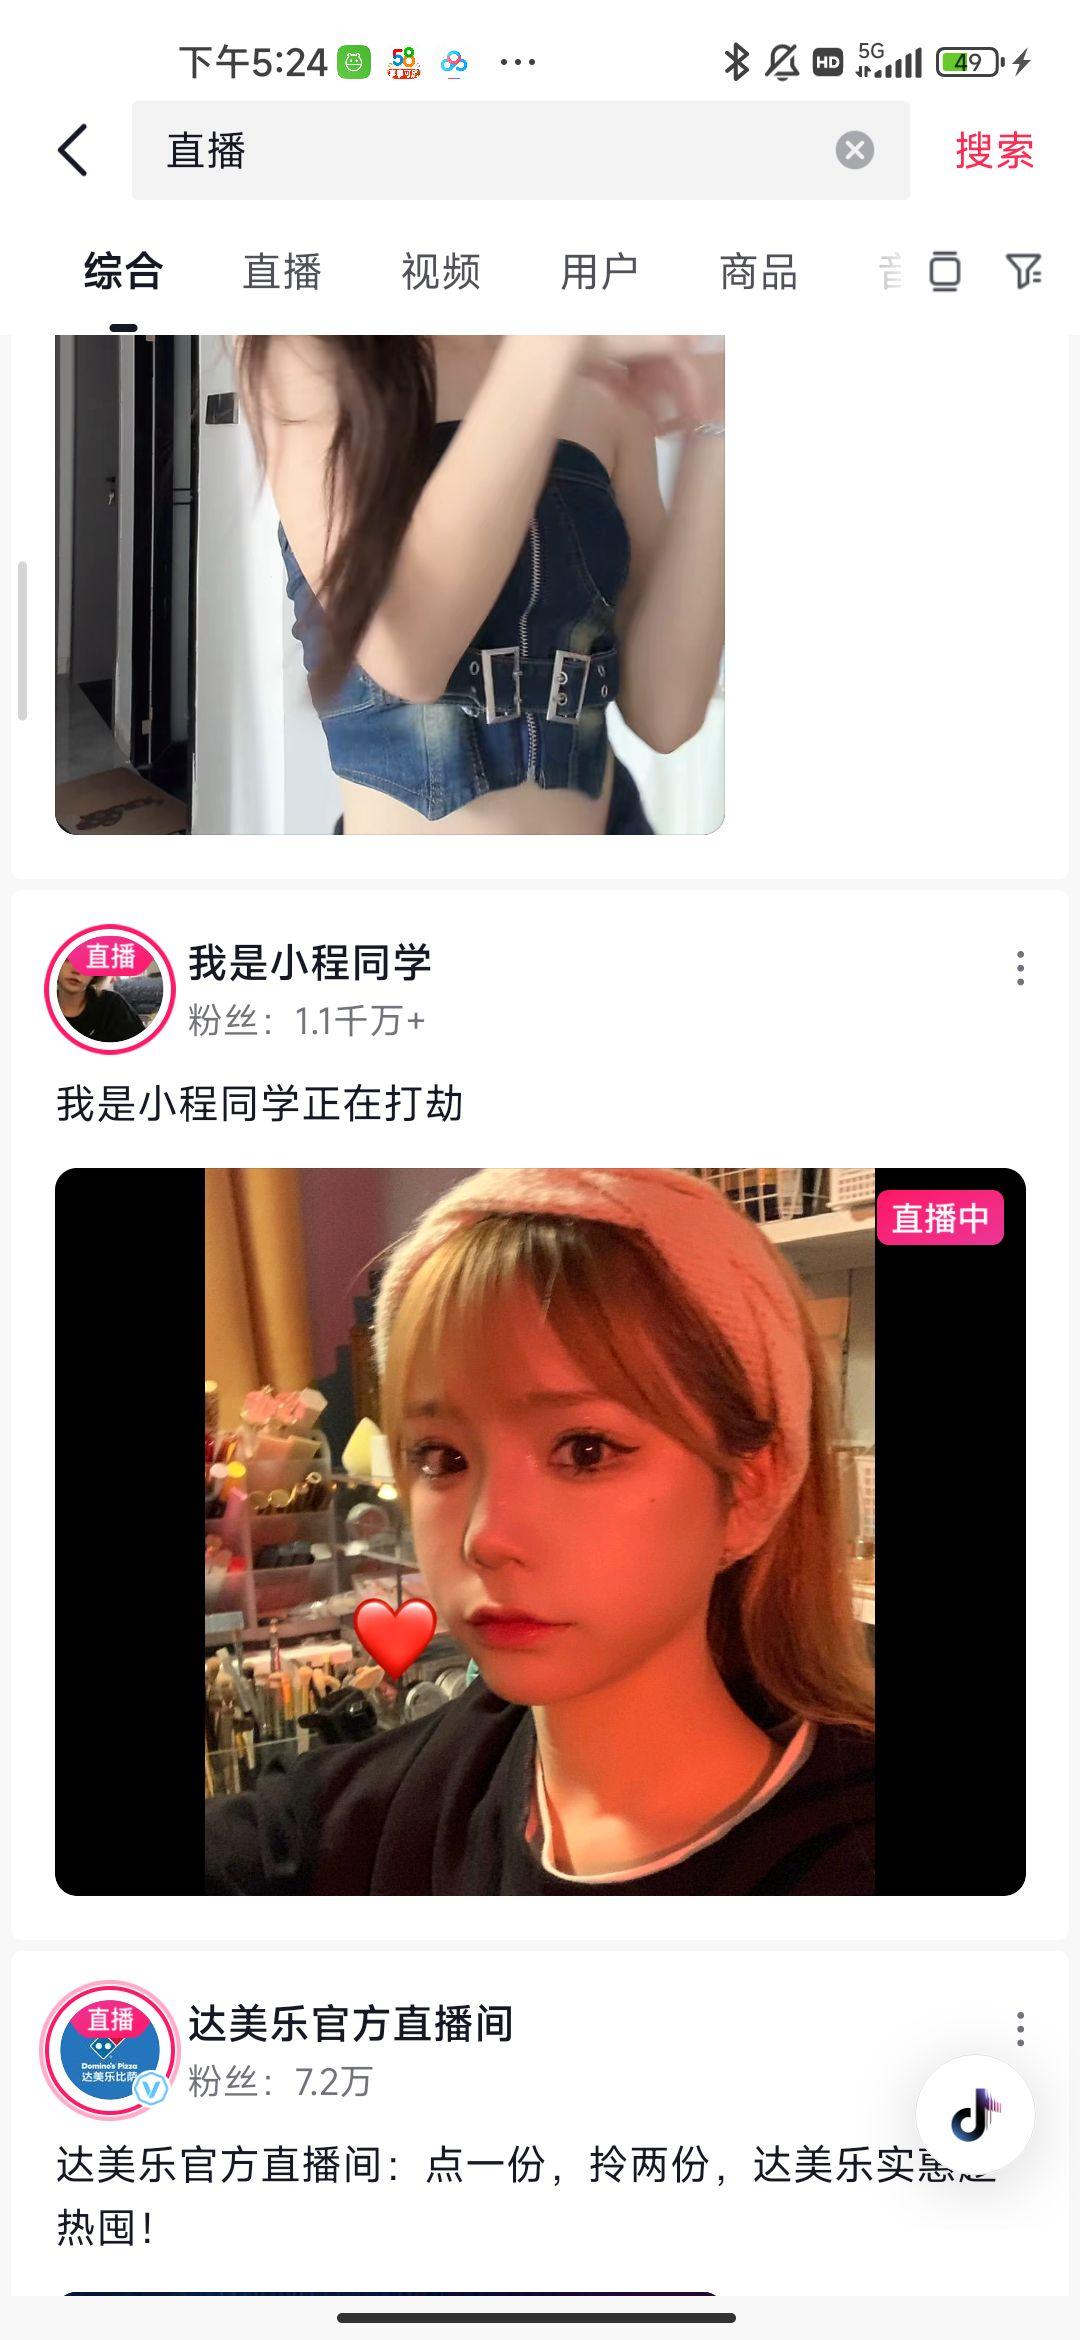 下午5:24 58 HD 5G 49
直播 搜索
综合 直播 视频 用户 商品
直播 我是小程同学
粉丝：1.1千万+
我是小程同学正在打劫
直播中
直播 达美乐官方直播间
Domino's Pizza
达美乐比萨
粉丝：7.2万
达美乐官方直播间：点一份，拎两份，达美乐实惠
热囤！